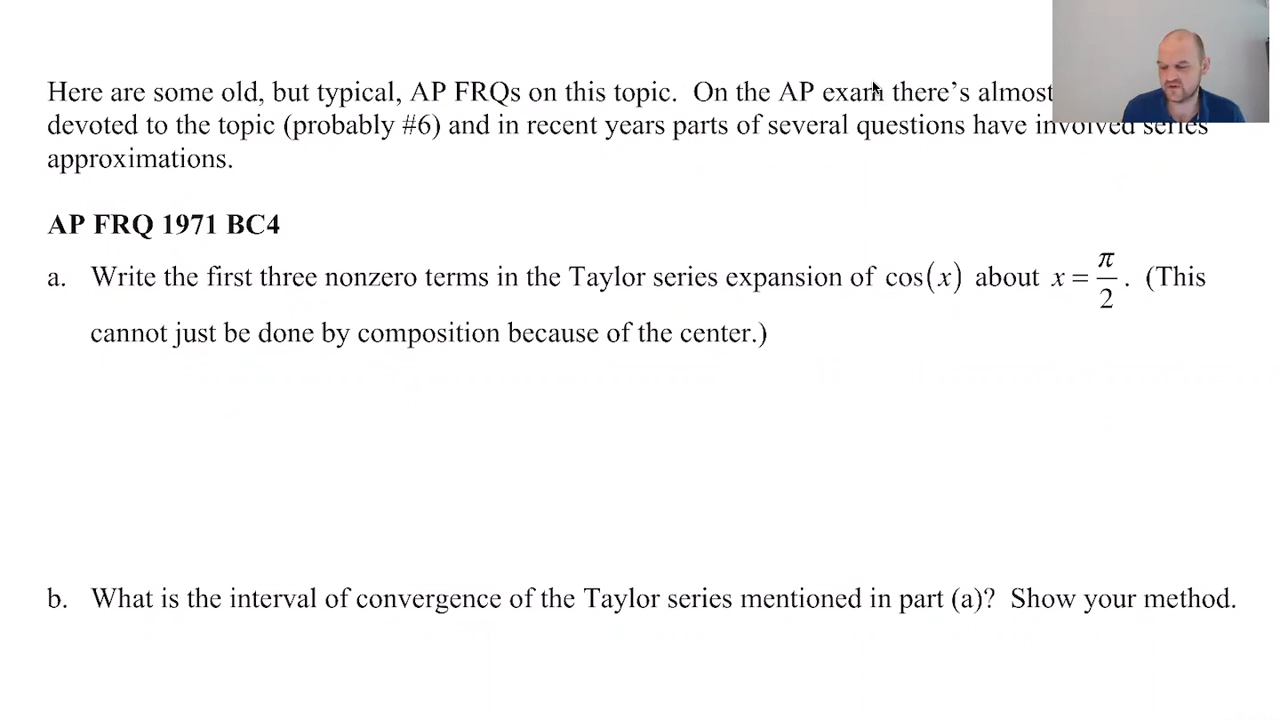 Here are some old, but typical, AP FRQs on this topic. On the AP exam there's almost
devoted to the topic (probably #6) and in recent years parts of several questions have involved series
approximations.
AP FRQ 1971 BC4
a. Write the first three nonzero terms in the Taylor series expansion of cos(x) about x = π/2. (This
cannot just be done by composition because of the center.)
b. What is the interval of convergence of the Taylor series mentioned in part (a)? Show your method.